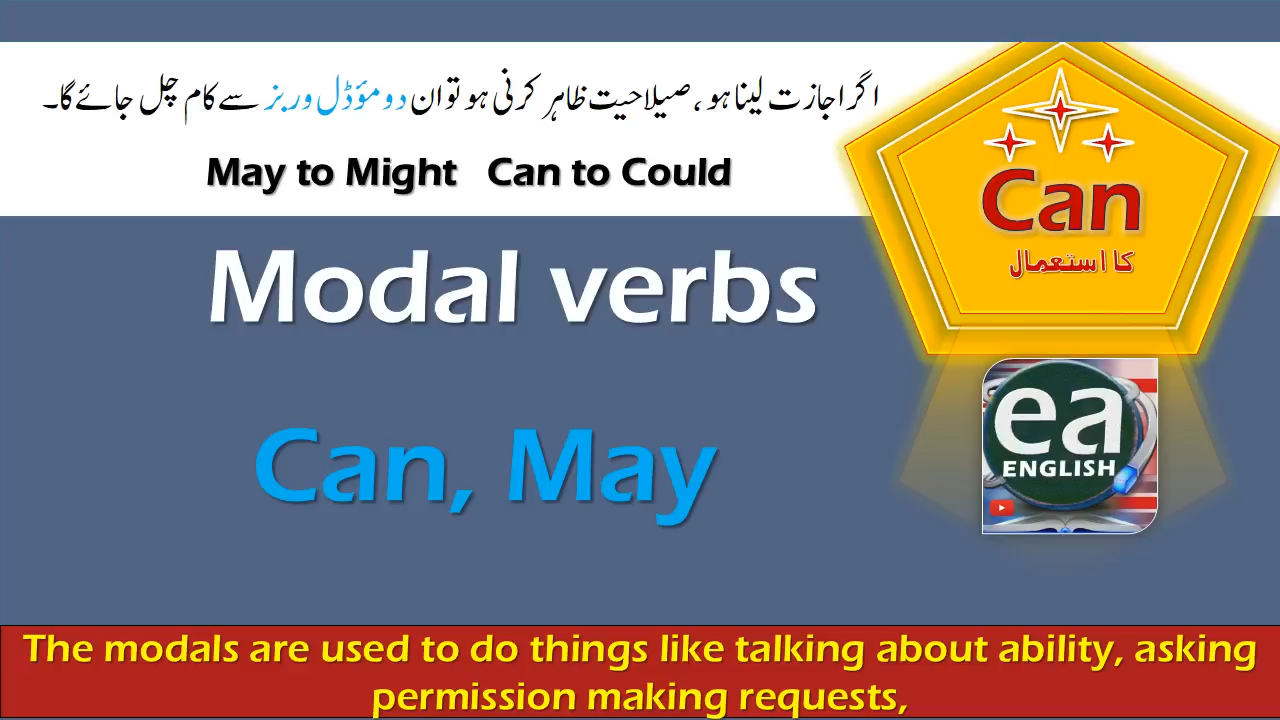 اگر اجازت لینا ہو ، صیلاحیت ظاہر کرنی ہو تو ان دو مؤڈل وربز سے کام چل جائے گا۔
May to Might Can to Could
Can
کا استعمال
Modal verbs
Can, May
ea
ENGLISH
The modals are used to do things like talking about ability, asking
permission making requests,